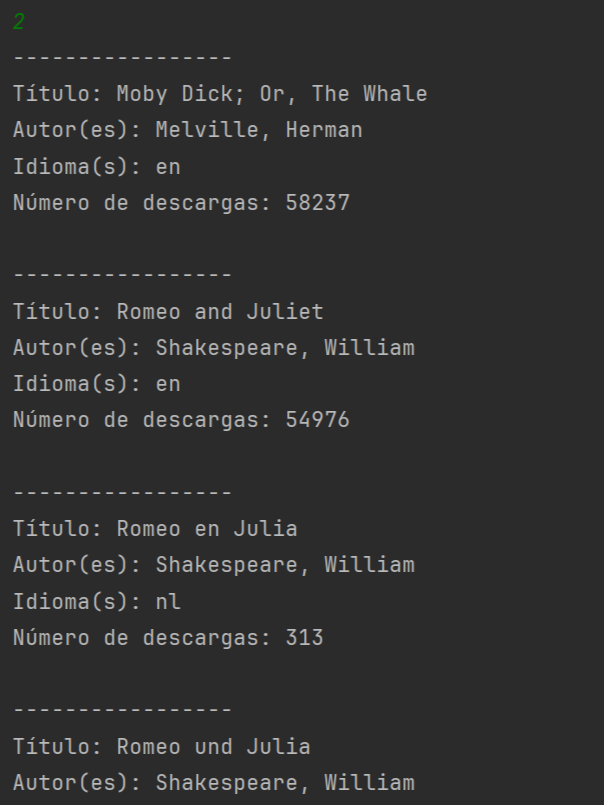 2
-----------------
Título: Moby Dick; Or, The Whale
Autor(es): Melville, Herman
Idioma(s): en
Número de descargas: 58237
-----------------
Título: Romeo and Juliet
Autor(es): Shakespeare, William
Idioma(s): en
Número de descargas: 54976
-----------------
Título: Romeo en Julia
Autor(es): Shakespeare, William
Idioma(s): nl
Número de descargas: 313
-----------------
Título: Romeo und Julia
Autor(es): Shakespeare, William